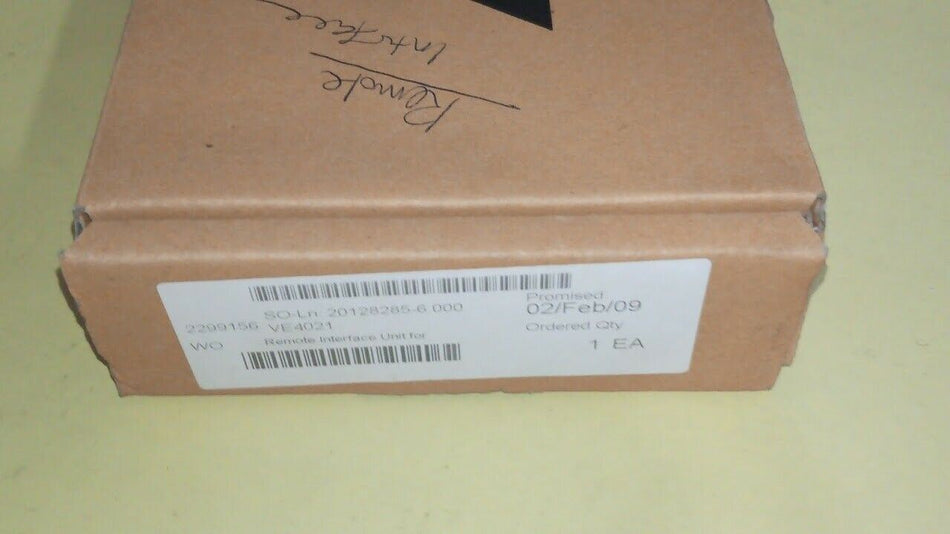 Remote
Interface
SO-Ln 20128285-6.000
2299156 VE4021
WO Remote Interface Unit for
Promised
02/Feb/09
Ordered Qty
1 EA